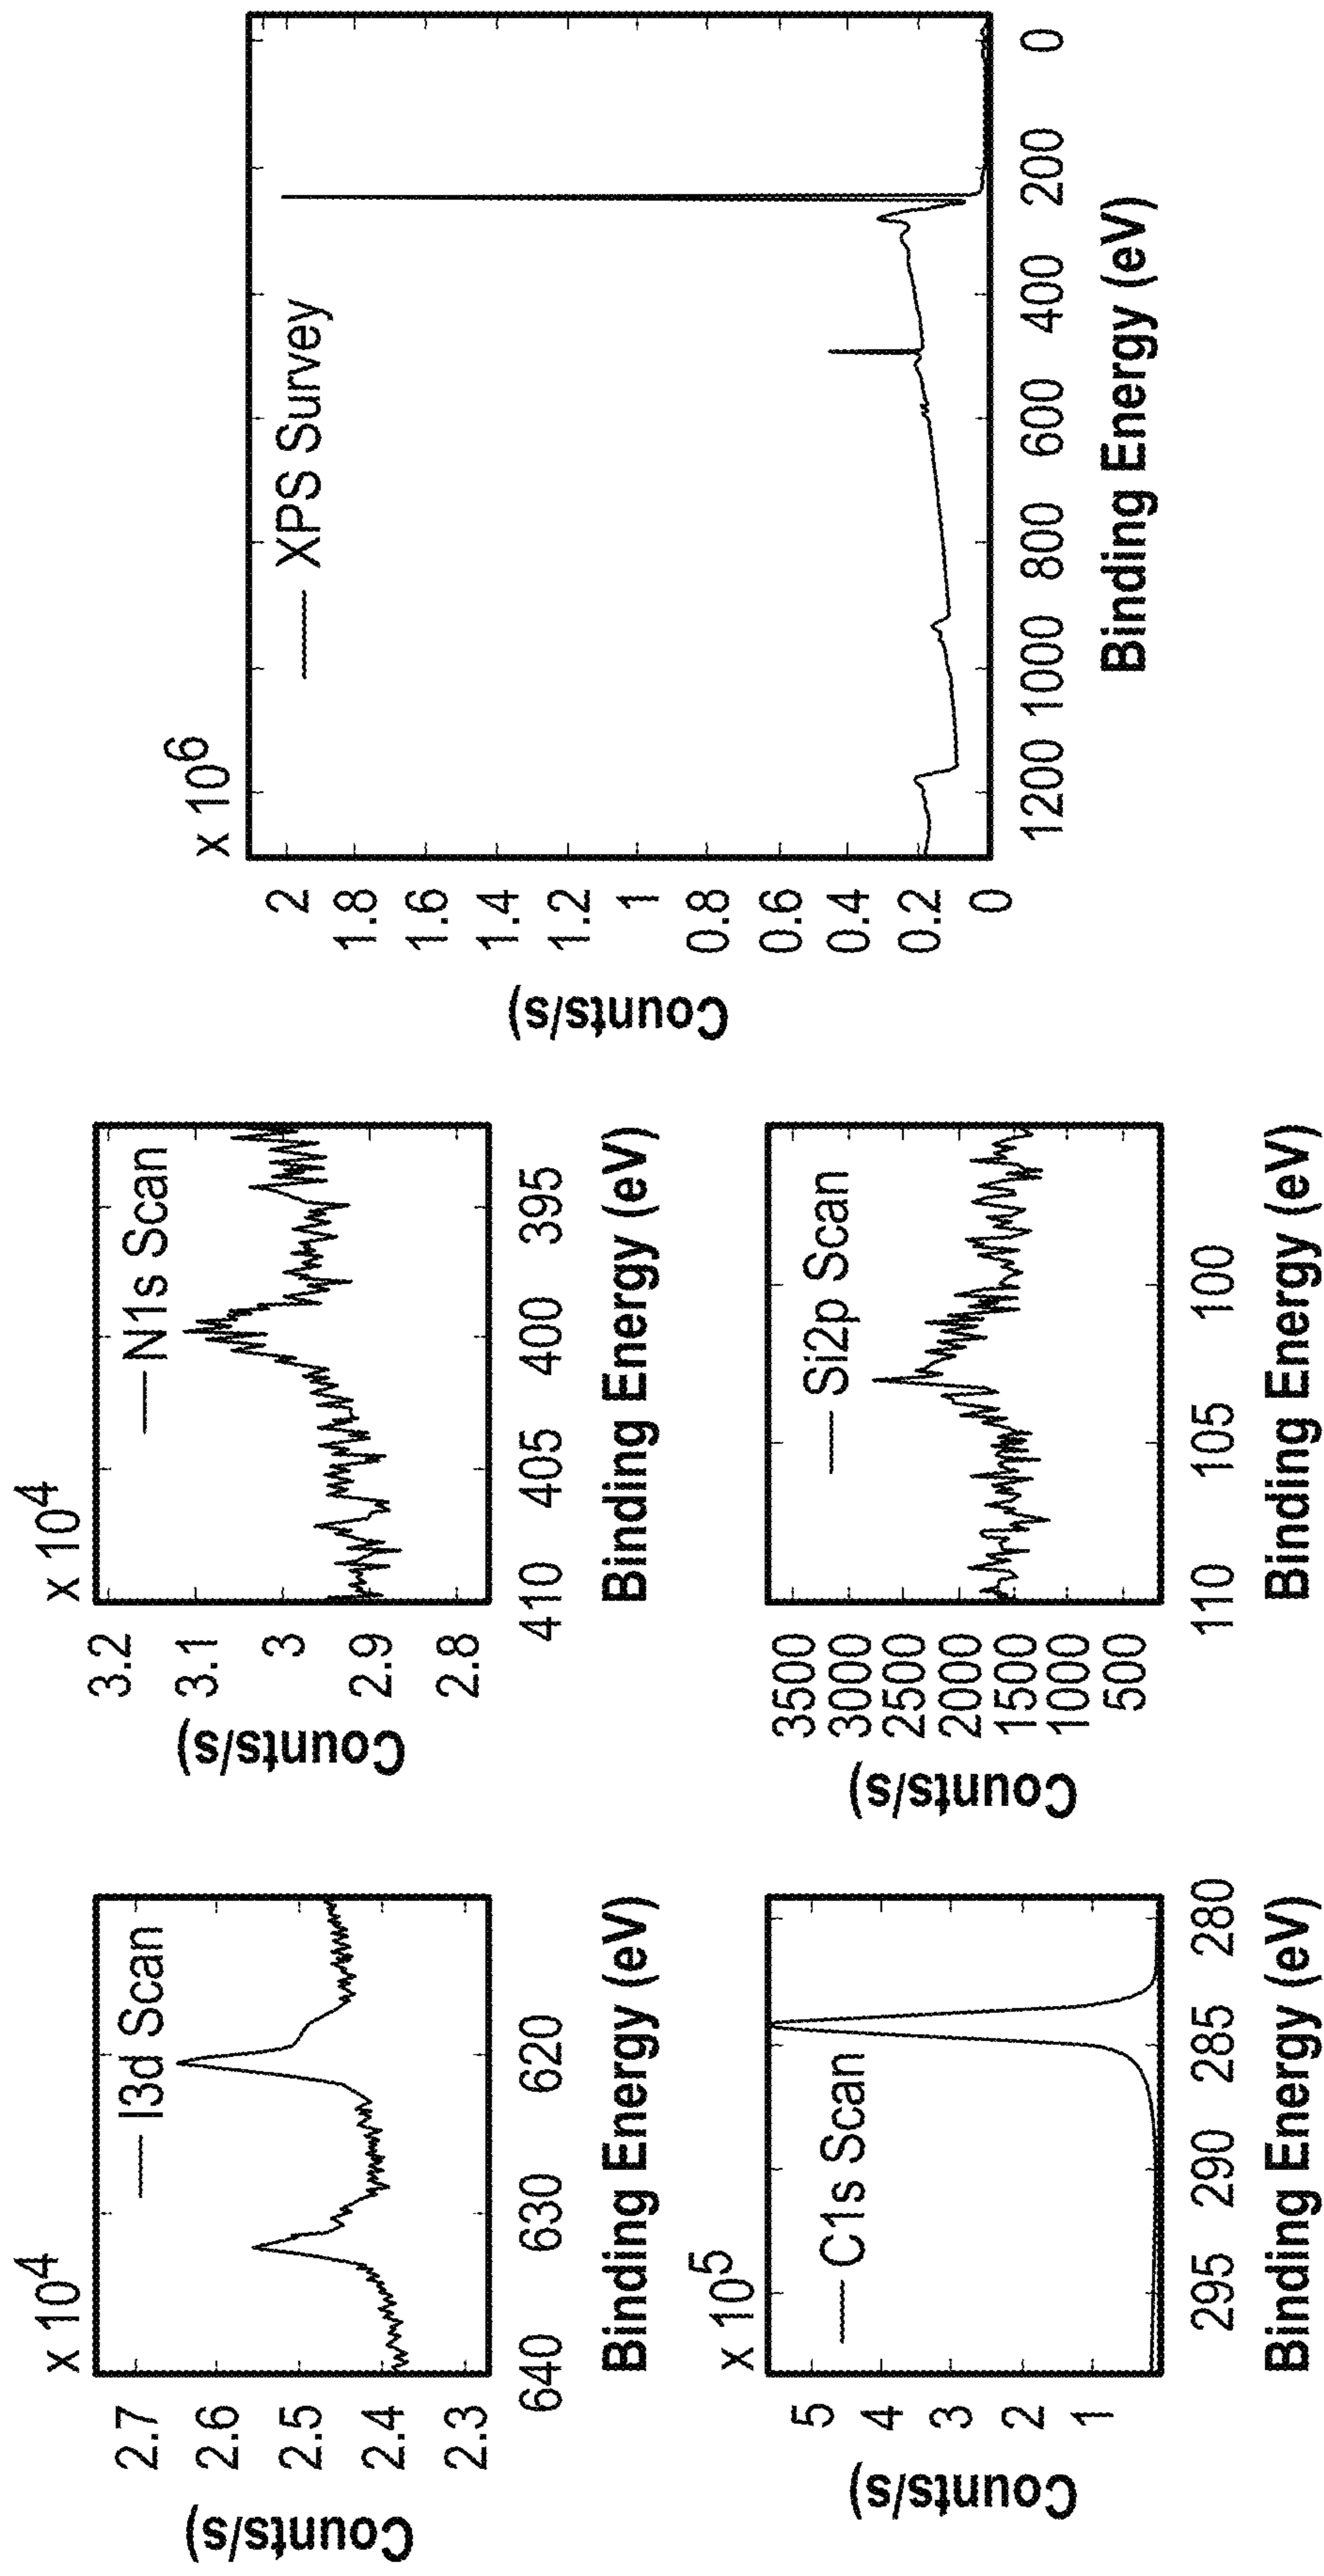 x 10^4
I3d Scan
2.7
2.6
2.5
2.4
2.3
Counts/s)
640
630
620
Binding Energy (eV)
x 10^4
N1s Scan
3.2
3.1
3
2.9
2.8
Counts/s)
410
405
400
395
Binding Energy (eV)
x 10^5
C1s Scan
5
4
3
2
1
Counts/s)
295
290
285
280
Binding Energy (eV)
Si2p Scan
3500
3000
2500
2000
1500
1000
500
Counts/s)
110
105
100
Binding Energy (eV)
x 10^6
XPS Survey
2
1.8
1.6
1.4
1.2
1
0.8
0.6
0.4
0.2
0
Counts/s)
1200
1000
800
600
400
200
0
Binding Energy (eV)